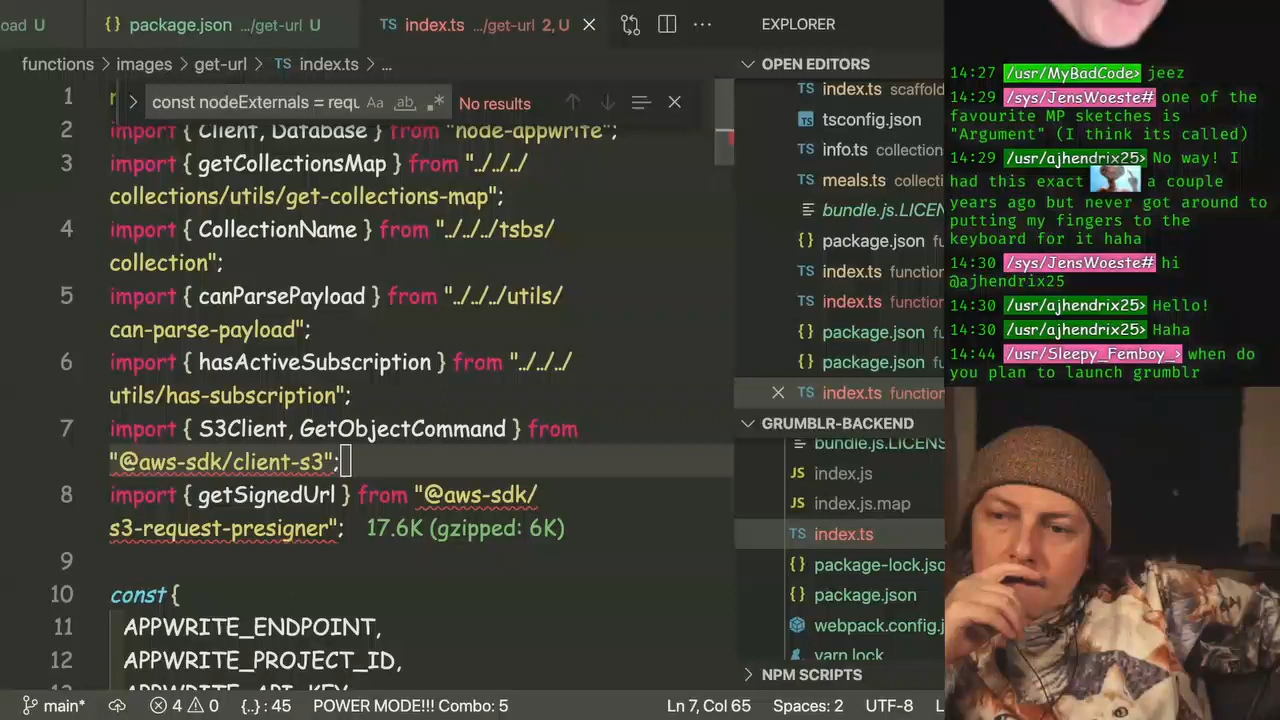 oad U
{} package.json .../get-url U
TS index.ts .../get-url 2, U
functions > images > get-url > TS index.ts > ...
const nodeExternals = requ
Aa ab
No results
1
2 import { Client, Database } from "node-appwrite";
3 import { getCollectionsMap } from "../../../
collections/utils/get-collections-map";
4 import { CollectionName } from "../../../tsbs/
collection";
5 import { canParsePayload } from "../../../utils/
can-parse-payload";
6 import { hasActiveSubscription } from "../../../
utils/has-subscription";
7 import { S3Client, GetObjectCommand } from
"@aws-sdk/client-s3";
8 import { getSignedUrl } from "@aws-sdk/
s3-request-presigner"; 17.6K (gzipped: 6K)
9
10 const {
11 APPWRITE_ENDPOINT,
12 APPWRITE_PROJECT_ID,
EXPLORER
OPEN EDITORS
index.ts scaffold
tsconfig.json
info.ts collection
TS meals.ts collecti
bundle.js.LICEN
{} package.json fu
TS index.ts function
TS index.ts function
{} package.json fu
{} package.json fu
TS index.ts function
GRUMBLR-BACKEND
bundle.js.LICENS
JS index.js
JS index.js.map
TS index.ts
{} package-lock.jso
{} package.json
webpack.config.j
yarn.lock
NPM SCRIPTS
main* 4 0 {..} : 45 POWER MODE!!! Combo: 5 Ln 7, Col 65 Spaces: 2 UTF-8 L
14:27 /usr/MyBadCode> jeez
14:29 /sys/JensWoeste# one of the
favourite MP sketches is
"Argument" (I think its called)
14:29 /usr/ajhendrix25> No way! I
had this exact a couple
years ago but never got around to
putting my fingers to the
keyboard for it haha
14:30 /sys/JensWoeste# hi
@ajhendrix25
14:30 /usr/ajhendrix25> Hello!
14:30 /usr/ajhendrix25> Haha
14:44 /usr/Sleepy_Femboy_> when do
you plan to launch grumblr